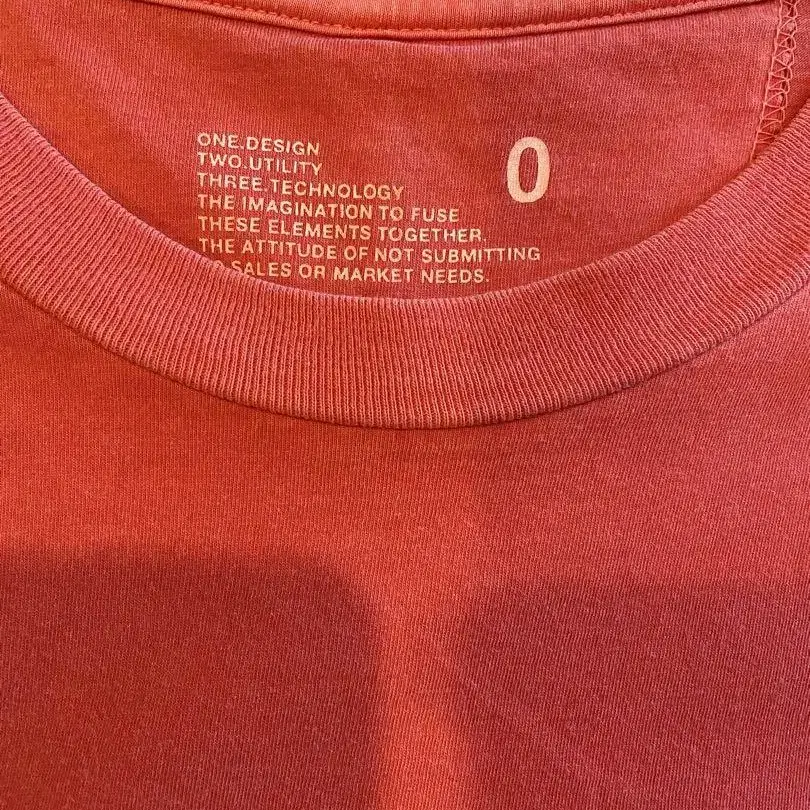 ONE.DESIGN
TWO.UTILITY
THREE.TECHNOLOGY
THE IMAGINATION TO FUSE
THESE ELEMENTS TOGETHER.
THE ATTITUDE OF NOT SUBMITTING
SALES OR MARKET NEEDS.
0